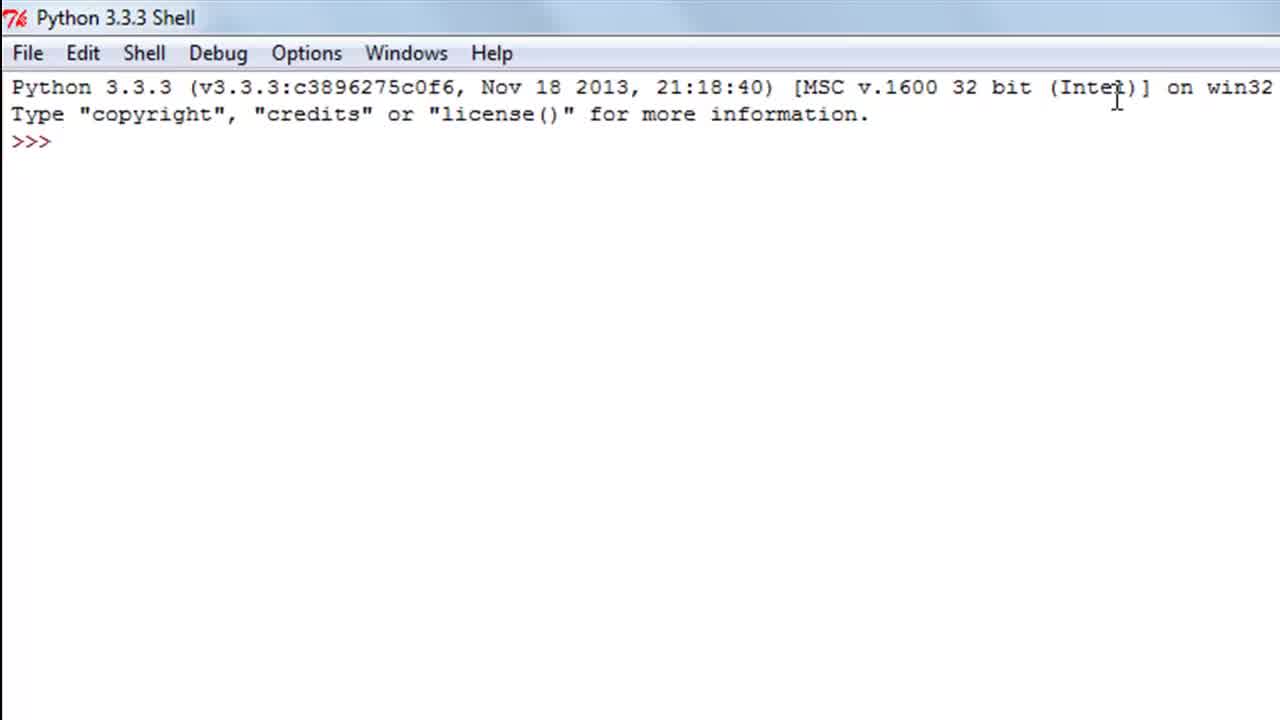 Python 3.3.3 Shell
File Edit Shell Debug Options Windows Help
Python 3.3.3 (v3.3.3:c3896275c0f6, Nov 18 2013, 21:18:40) [MSC v.1600 32 bit (Intel)] on win32
Type "copyright", "credits" or "license()" for more information.
>>>